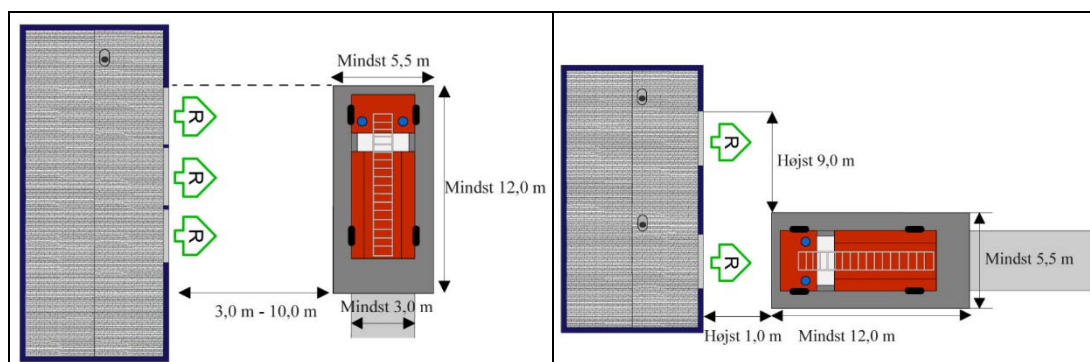 Mindst 5,5 m
R
R
R
Mindst 12,0 m
3,0 m - 10,0 m
Mindst 3,0 m
R
Højst 9,0 m
R
Mindst 5,5 m
Højst 1,0 m
Mindst 12,0 m